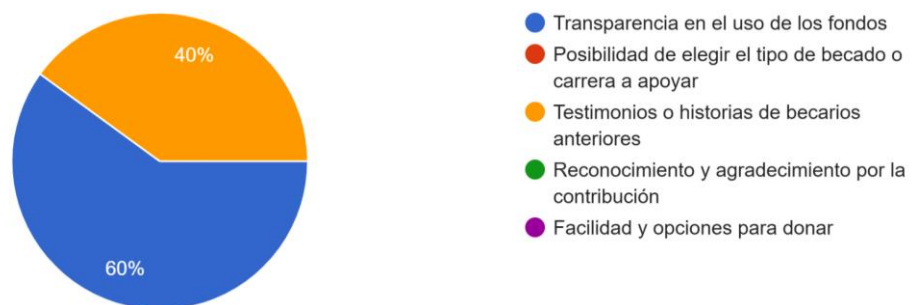 40%
60%
Transparencia en el uso de los fondos
Posibilidad de elegir el tipo de becado o
carrera a apoyar
Testimonios o historias de becarios
anteriores
Reconocimiento y agradecimiento por la
contribución
Facilidad y opciones para donar